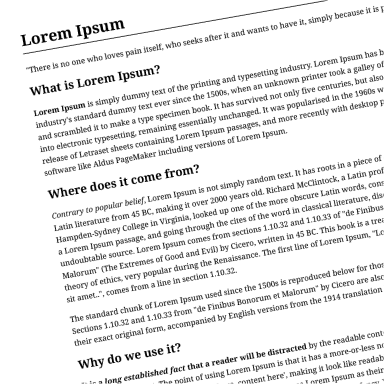 Lorem Ipsum
"There is no one who loves pain itself, who seeks after it and wants to have it, simply because it is
What is Lorem Ipsum?
Lorem Ipsum is simply dummy text of the printing and typesetting industry. Lorem Ipsum has
industry's standard dummy text ever since the 1500s, when an unknown printer took a galley of
and scrambled it to make a type specimen book. It has survived not only five centuries, but also
into electronic typesetting, remaining essentially unchanged. It was popularised in the 1960s
release of Letraset sheets containing Lorem Ipsum passages, and more recently with desktop
software like Aldus PageMaker including versions of Lorem Ipsum.
Where does it come from?
Contrary to popular belief, Lorem Ipsum is not simply random text. It has roots in a piece of
Latin literature from 45 BC, making it over 2000 years old. Richard McClintock, a Latin
Hampden-Sydney College in Virginia, looked up one of the more obscure Latin words,
a Lorem Ipsum passage, and going through the cites of the word in classical literature,
undoubtable source. Lorem Ipsum comes from sections 1.10.32 and 1.10.33 of "de Finibus
Malorum" (The Extremes of Good and Evil) by Cicero, written in 45 BC. This book is a
theory of ethics, very popular during the Renaissance. The first line of Lorem Ipsum,
sit amet..", comes from a line in section 1.10.32.
The standard chunk of Lorem Ipsum used since the 1500s is reproduced below for
Sections 1.10.32 and 1.10.33 from "de Finibus Bonorum et Malorum" by Cicero are
their exact original form, accompanied by English versions from the 1914 translation
Why do we use it?
is a long established fact that a reader will be distracted by the readable
The point of using Lorem Ipsum is that it has a more-or-less
content here', making it look like
Lorem Ipsum as their